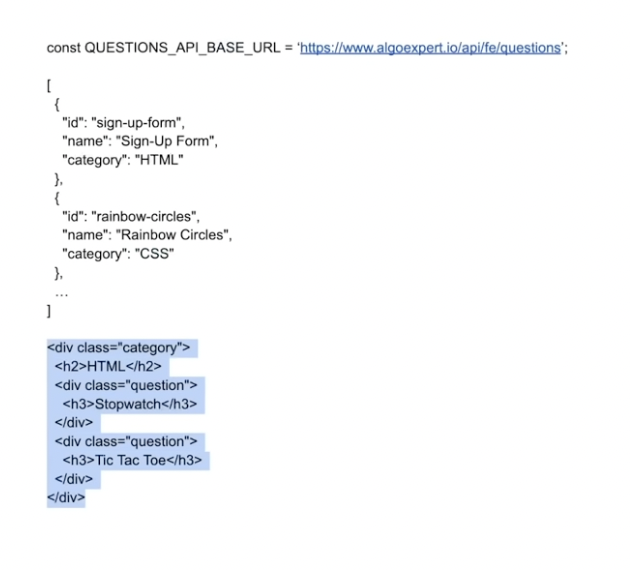 const QUESTIONS_API_BASE_URL = 'https://www.algoexpert.io/api/fe/questions';
[
{
"id": "sign-up-form",
"name": "Sign-Up Form",
"category": "HTML"
},
{
"id": "rainbow-circles",
"name": "Rainbow Circles",
"category": "CSS"
},
...
]
<div class="category">
<h2>HTML</h2>
<div class="question">
<h3>Stopwatch</h3>
</div>
<div class="question">
<h3>Tic Tac Toe</h3>
</div>
</div>